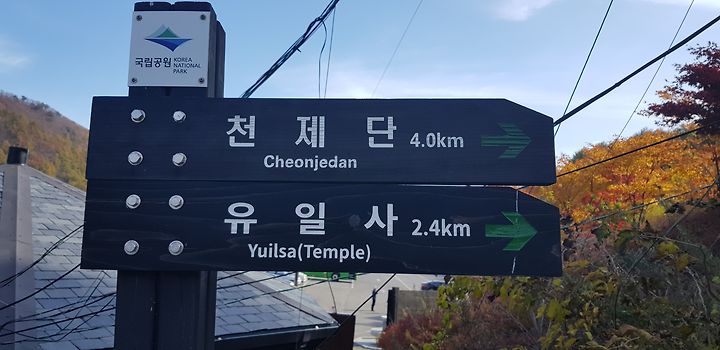 국립공원 KOREA
NATIONAL
PARK
천 제 단 4.0km
Cheonjedan
유 일 사 2.4km
Yuilsa(Temple)